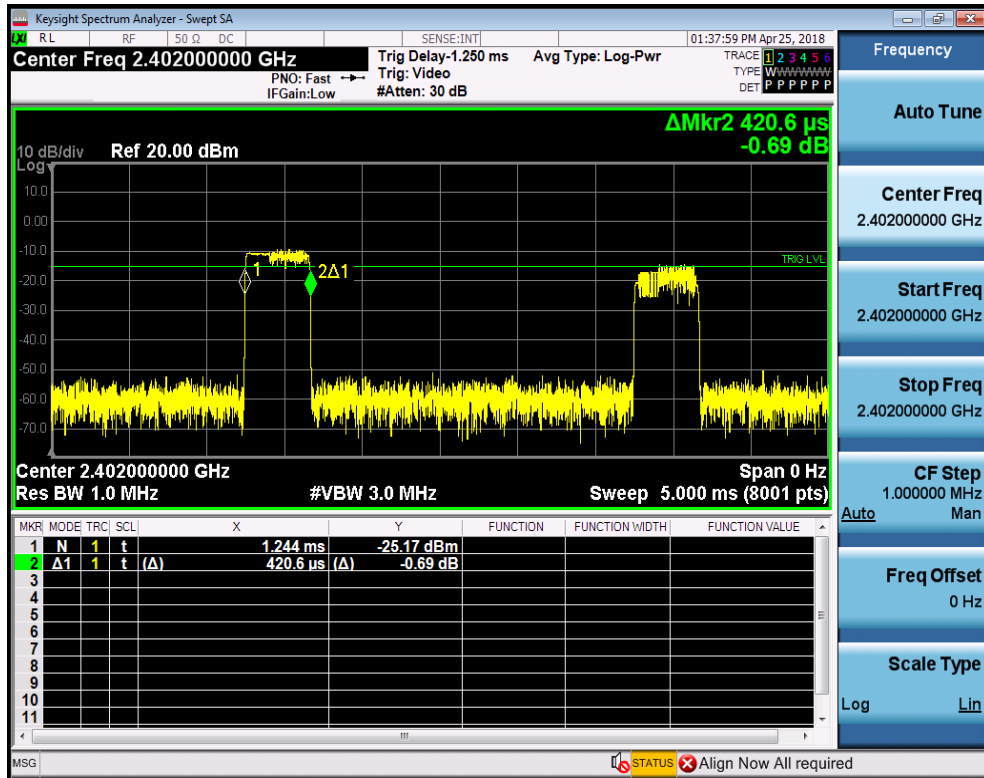 Keysight Spectrum Analyzer - Swept SA
LXI RL RF 50 Ω DC SENSE:INT 01:37:59 PM Apr 25, 2018
Center Freq 2.402000000 GHz
PNO: Fast
IFGain:Low
Trig Delay-1.250 ms
Trig: Video
#Atten: 30 dB
Avg Type: Log-Pwr
TRACE 1 2 3 4 5 6
TYPE WWWWWW
DET P P P P P P
Frequency
ΔMkr2 420.6 µs
-0.69 dB
10 dB/div Ref 20.00 dBm
Log
10.0
0.00
-10.0
-20.0
-30.0
-40.0
-50.0
-60.0
-70.0
1
2Δ1
TRIG LVL
Center 2.402000000 GHz Span 0 Hz
Res BW 1.0 MHz #VBW 3.0 MHz Sweep 5.000 ms (8001 pts)
MKR MODE TRC SCL X Y FUNCTION FUNCTION WIDTH FUNCTION VALUE
1 N 1 t 1.244 ms -25.17 dBm
2 Δ1 1 t (Δ) 420.6 µs (Δ) -0.69 dB
3
4
5
6
7
8
9
10
11
Auto Tune
Center Freq
2.402000000 GHz
Start Freq
2.402000000 GHz
Stop Freq
2.402000000 GHz
CF Step
1.000000 MHz
Auto Man
Freq Offset
0 Hz
Scale Type
Log Lin
MSG STATUS Align Now All required